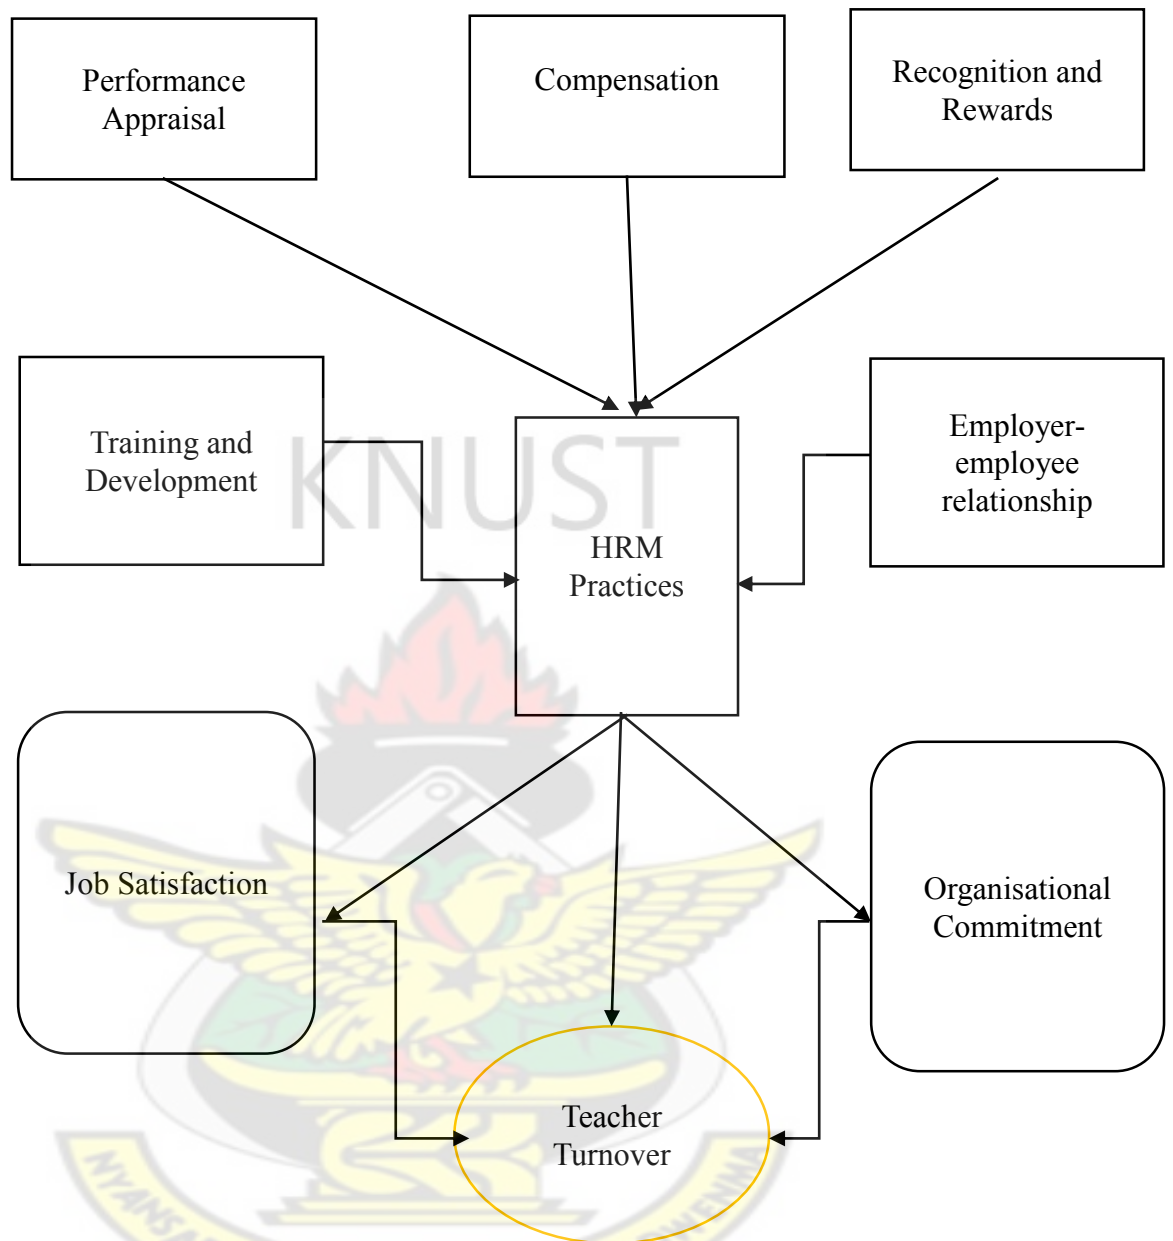 Performance
Appraisal
Compensation
Recognition and
Rewards
Training and
Development
Employer-
employee
relationship
KNUST
HRM
Practices
Job Satisfaction
Organisational
Commitment
Teacher
Turnover